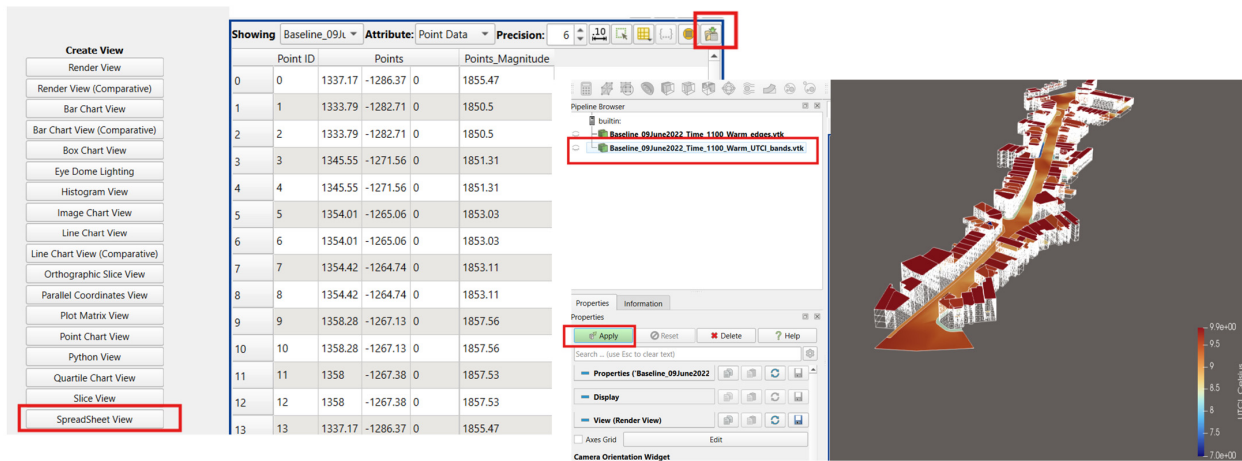 Create View
Render View
Render View (Comparative)
Bar Chart View
Bar Chart View (Comparative)
Box Chart View
Eye Dome Lighting
Histogram View
Image Chart View
Line Chart View
Line Chart View (Comparative)
Orthographic Slice View
Parallel Coordinates View
Plot Matrix View
Point Chart View
Python View
Quartile Chart View
Slice View
SpreadSheet View
Showing Baseline_09Ju Attribute: Point Data Precision: 6
Point ID Points Points_Magnitude
0 0 1337.17 -1286.37 0 1855.47
1 1 1333.79 -1282.71 0 1850.5
2 2 1333.79 -1282.71 0 1850.5
3 3 1345.55 -1271.56 0 1851.31
4 4 1345.55 -1271.56 0 1851.31
5 5 1354.01 -1265.06 0 1853.03
6 6 1354.01 -1265.06 0 1853.03
7 7 1354.42 -1264.74 0 1853.11
8 8 1354.42 -1264.74 0 1853.11
9 9 1358.28 -1267.13 0 1857.56
10 10 1358.28 -1267.13 0 1857.56
11 11 1358 -1267.38 0 1857.53
12 12 1358 -1267.38 0 1857.53
13 13 1337.17 -1286.37 0 1855.47
Pipeline Browser
builtin:
Baseline_09June2022_Time_1100_Warm_edges.vtk
Baseline_09June2022_Time_1100_Warm_UTCI_bands.vtk
Properties Information
Properties
Apply Reset Delete ? Help
Search ... (use Esc to clear text)
Properties ('Baseline_09June2022
Display
View (Render View)
Axes Grid Edit
Camera Orientation Widget
9.9e+00
9.5
9
8.5
8
7.5
7.0e+00
UTCI_Celsius